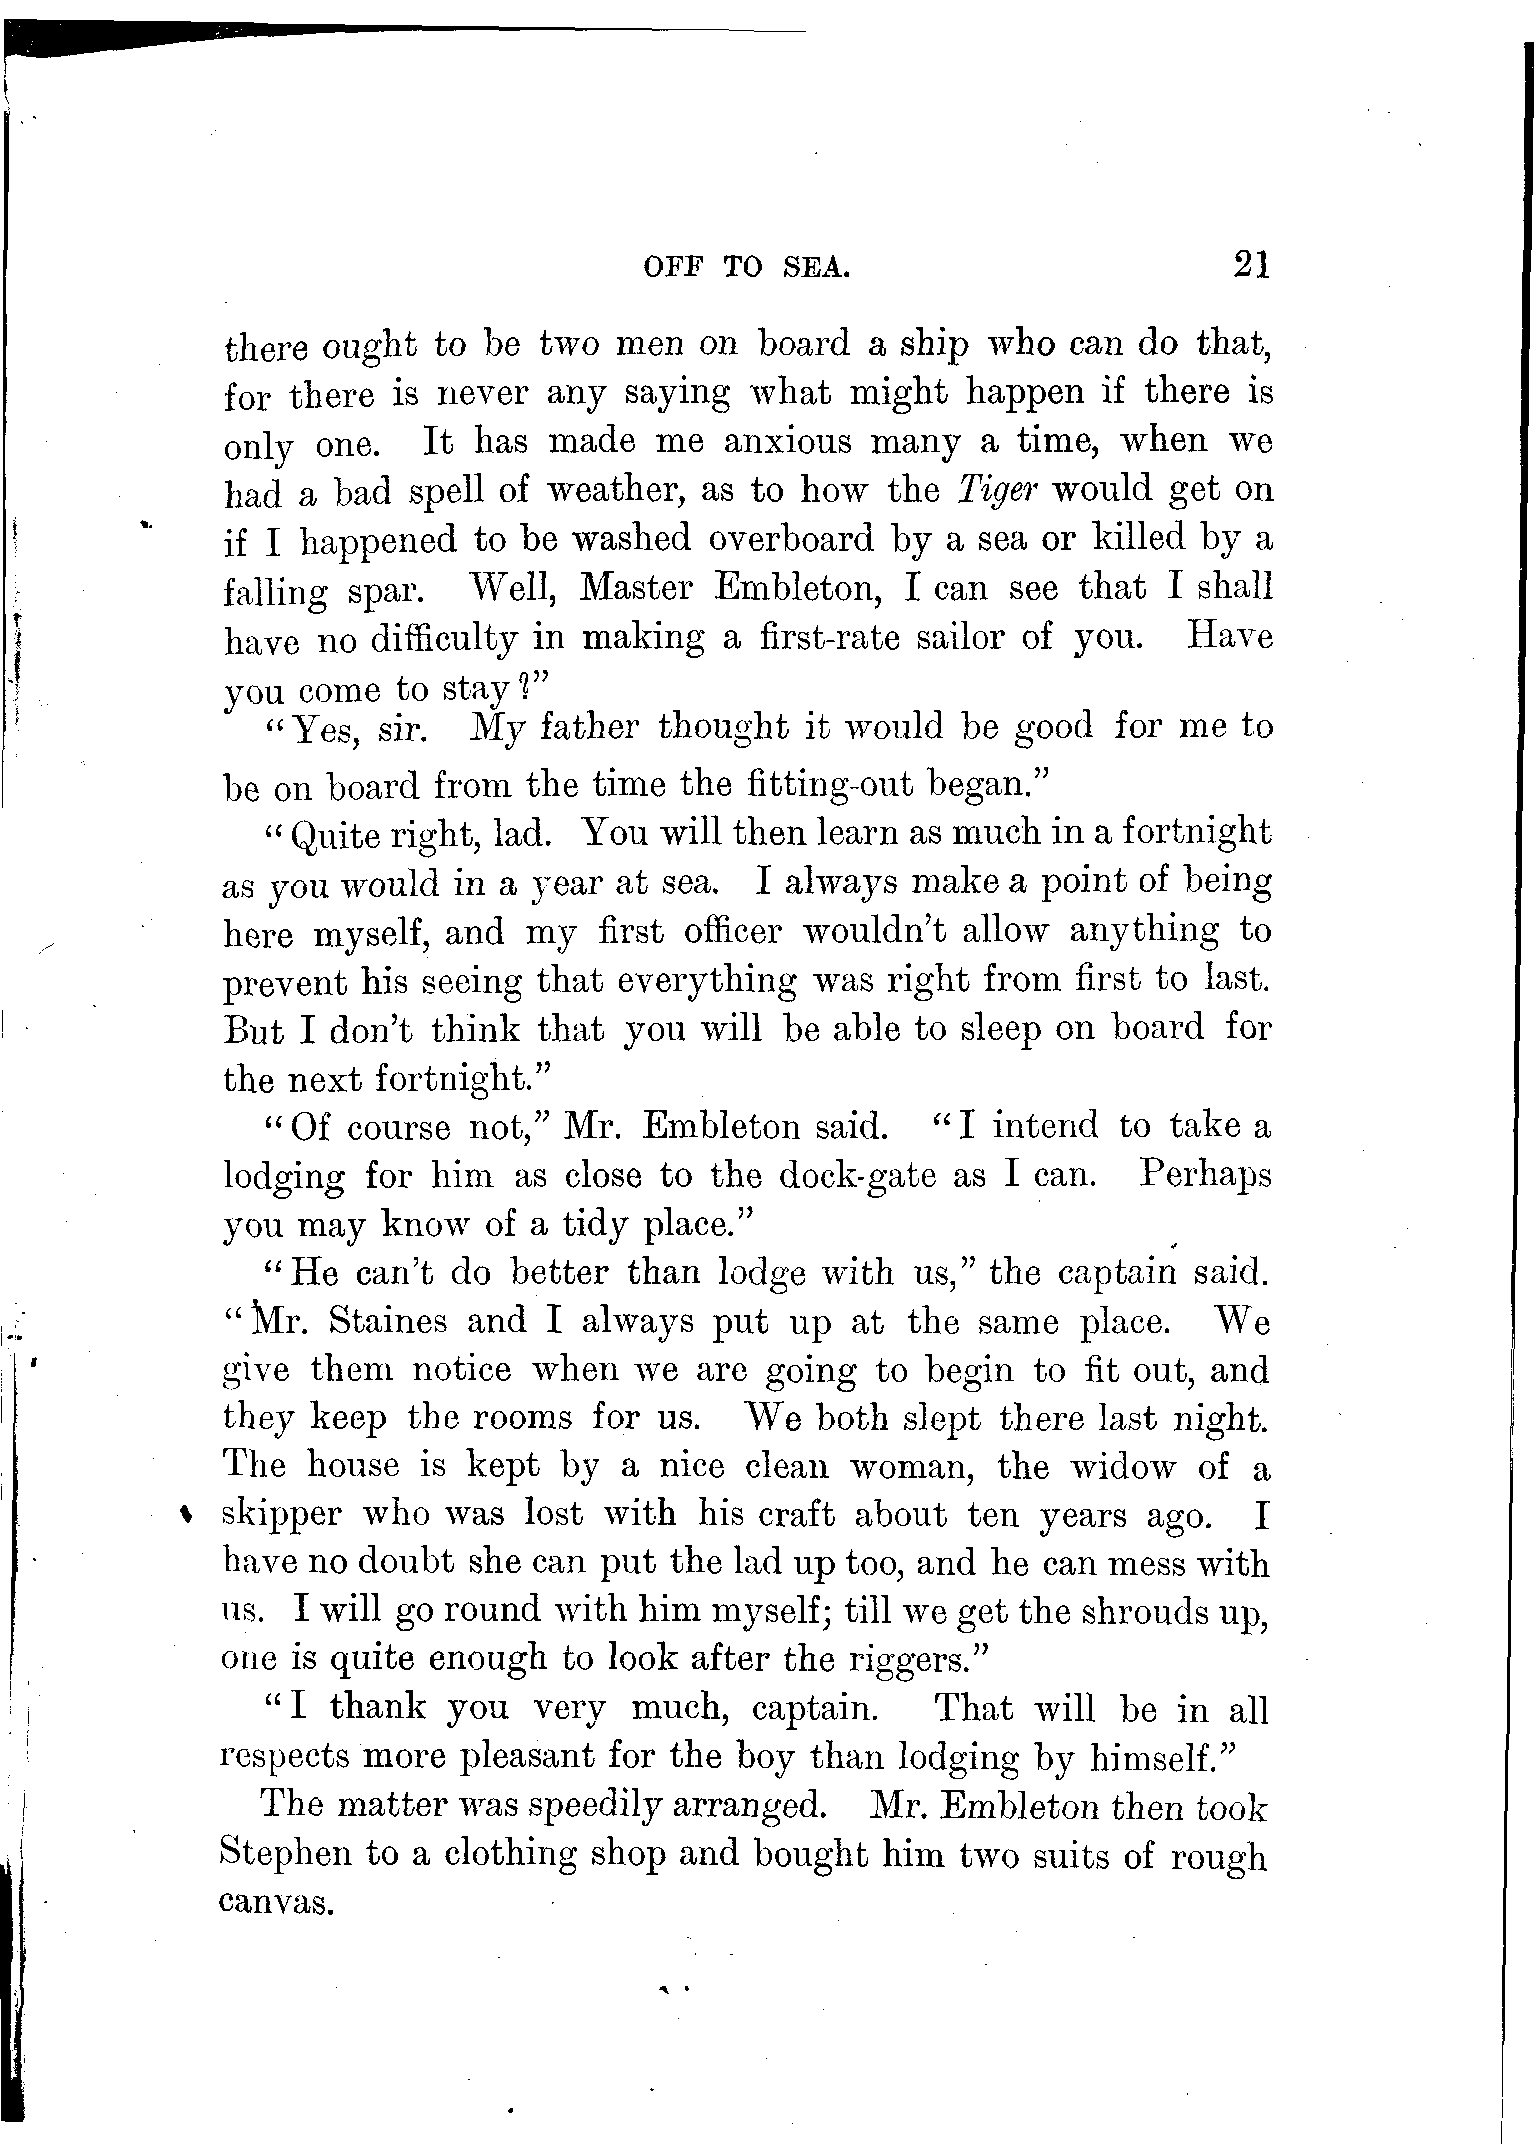 OFF TO SEA. 21
there ought to be two men on board a ship who can do that,
for there is never any saying what might happen if there is
only one. It has made me anxious many a time, when we
had a bad spell of weather, as to how the Tiger would get on
if I happened to be washed overboard by a sea or killed by a
falling spar. Well, Master Embleton, I can see that I shall
have no difficulty in making a first-rate sailor of you. Have
you come to stay?"
"Yes, sir. My father thought it would be good for me to
be on board from the time the fitting-out began."
"Quite right, lad. You will then learn as much in a fortnight
as you would in a year at sea. I always make a point of being
here myself, and my first officer wouldn't allow anything to
prevent his seeing that everything was right from first to last.
But I don't think that you will be able to sleep on board for
the next fortnight."
"Of course not," Mr. Embleton said. "I intend to take a
lodging for him as close to the dock-gate as I can. Perhaps
you may know of a tidy place."
"He can't do better than lodge with us," the captain said.
"Mr. Staines and I always put up at the same place. We
give them notice when we are going to begin to fit out, and
they keep the rooms for us. We both slept there last night.
The house is kept by a nice clean woman, the widow of a
skipper who was lost with his craft about ten years ago. I
have no doubt she can put the lad up too, and he can mess with
us. I will go round with him myself; till we get the shrouds up,
one is quite enough to look after the riggers."
"I thank you very much, captain. That will be in all
respects more pleasant for the boy than lodging by himself."
The matter was speedily arranged. Mr. Embleton then took
Stephen to a clothing shop and bought him two suits of rough
canvas.